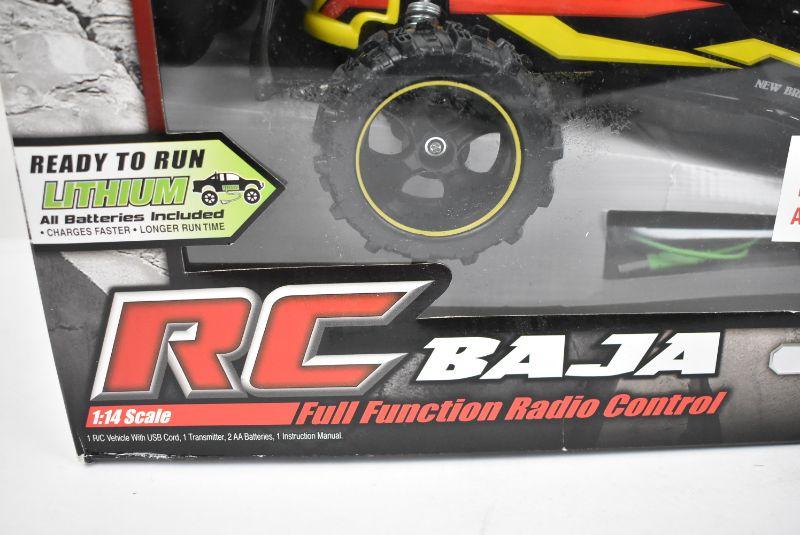 NEW
READY TO RUN
LITHIUM
All Batteries Included
• CHARGES FASTER • LONGER RUN TIME
RC BAJA
1:14 Scale
Full Function Radio Control
1 R/C Vehicle With USB Cord, 1 Transmitter, 2 AA Batteries, 1 Instruction Manual.